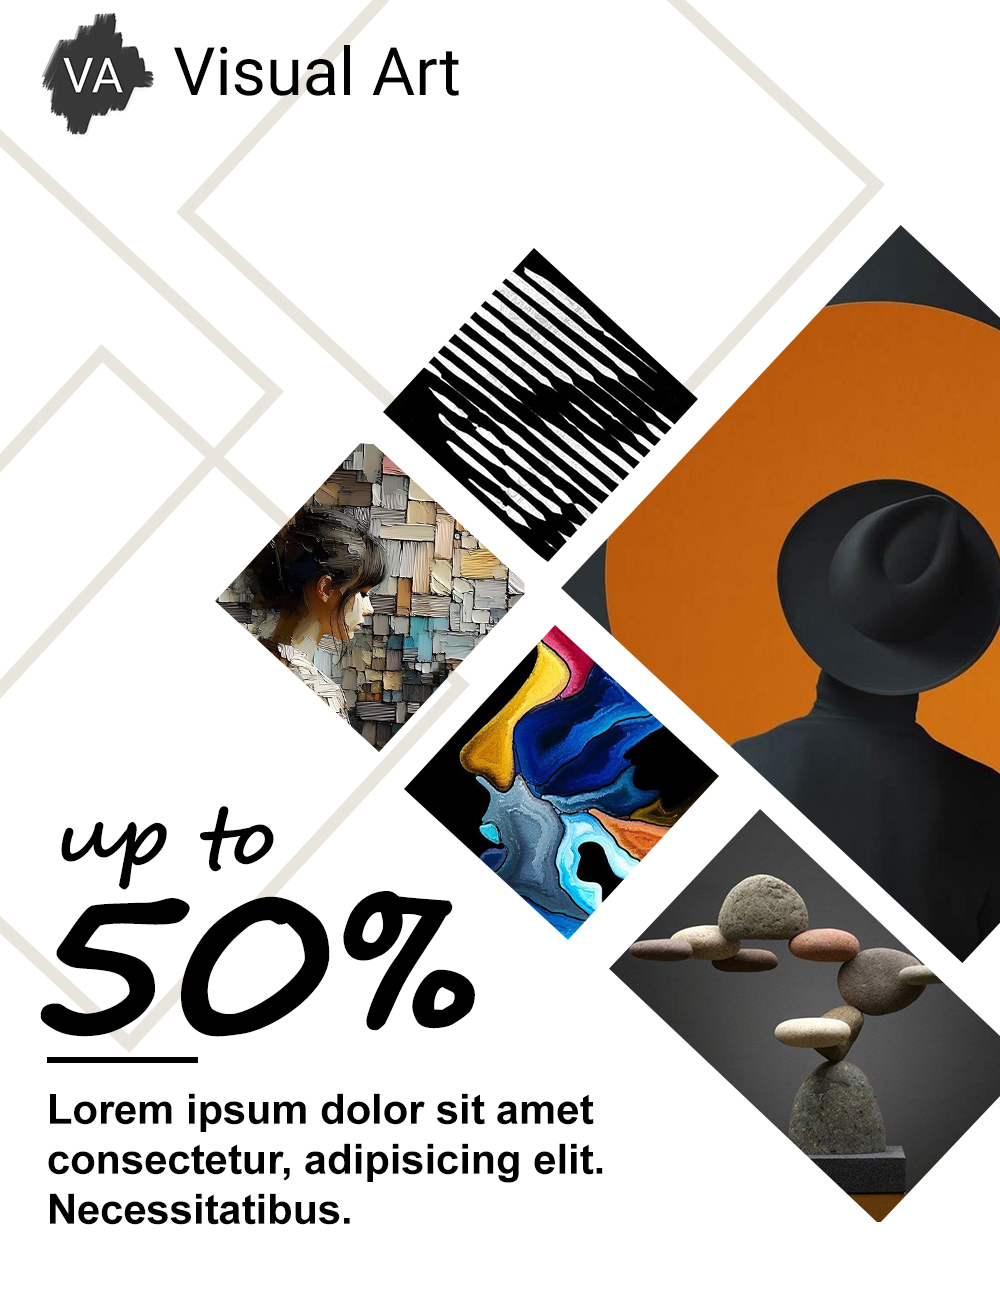 VA Visual Art
up to
50%
Lorem ipsum dolor sit amet
consectetur, adipisicing elit.
Necessitatibus.